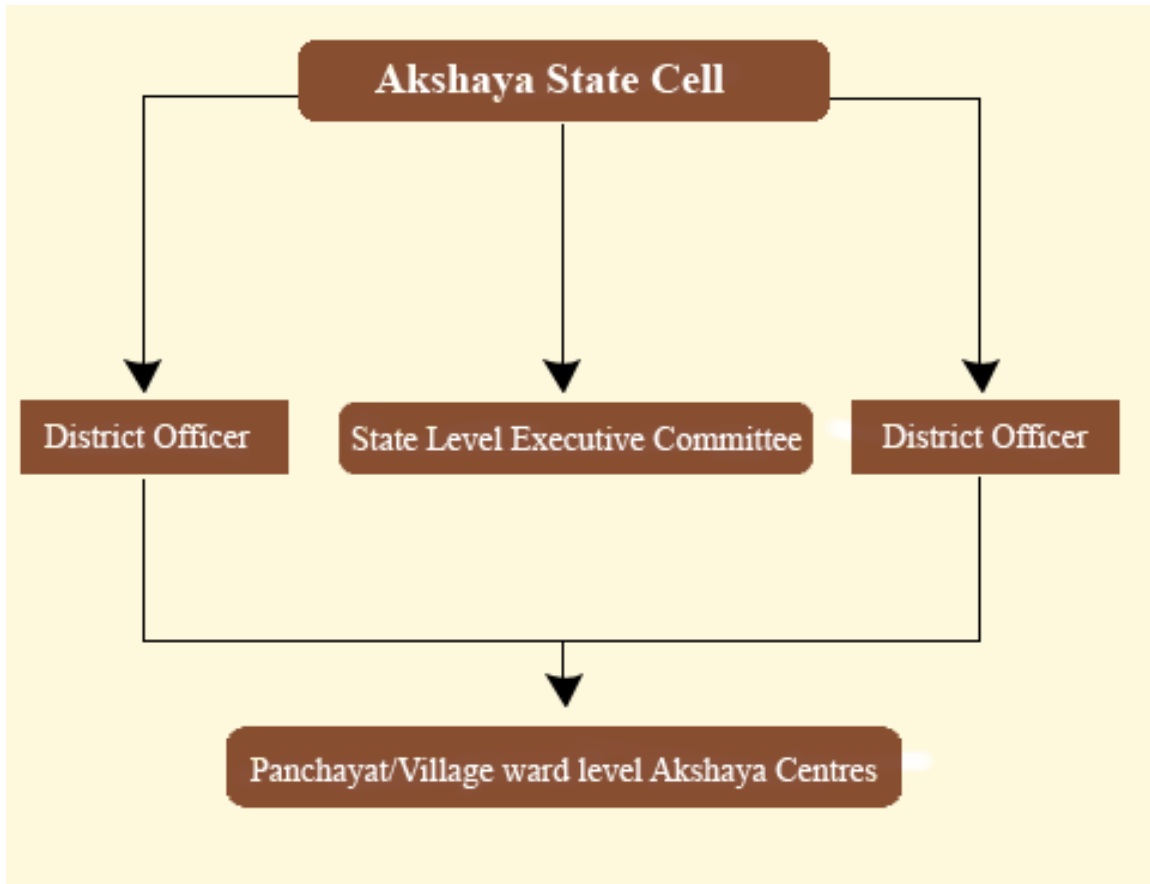 Akshaya State Cell
District Officer
State Level Executive Committee
District Officer
Panchayat/Village ward level Akshaya Centres